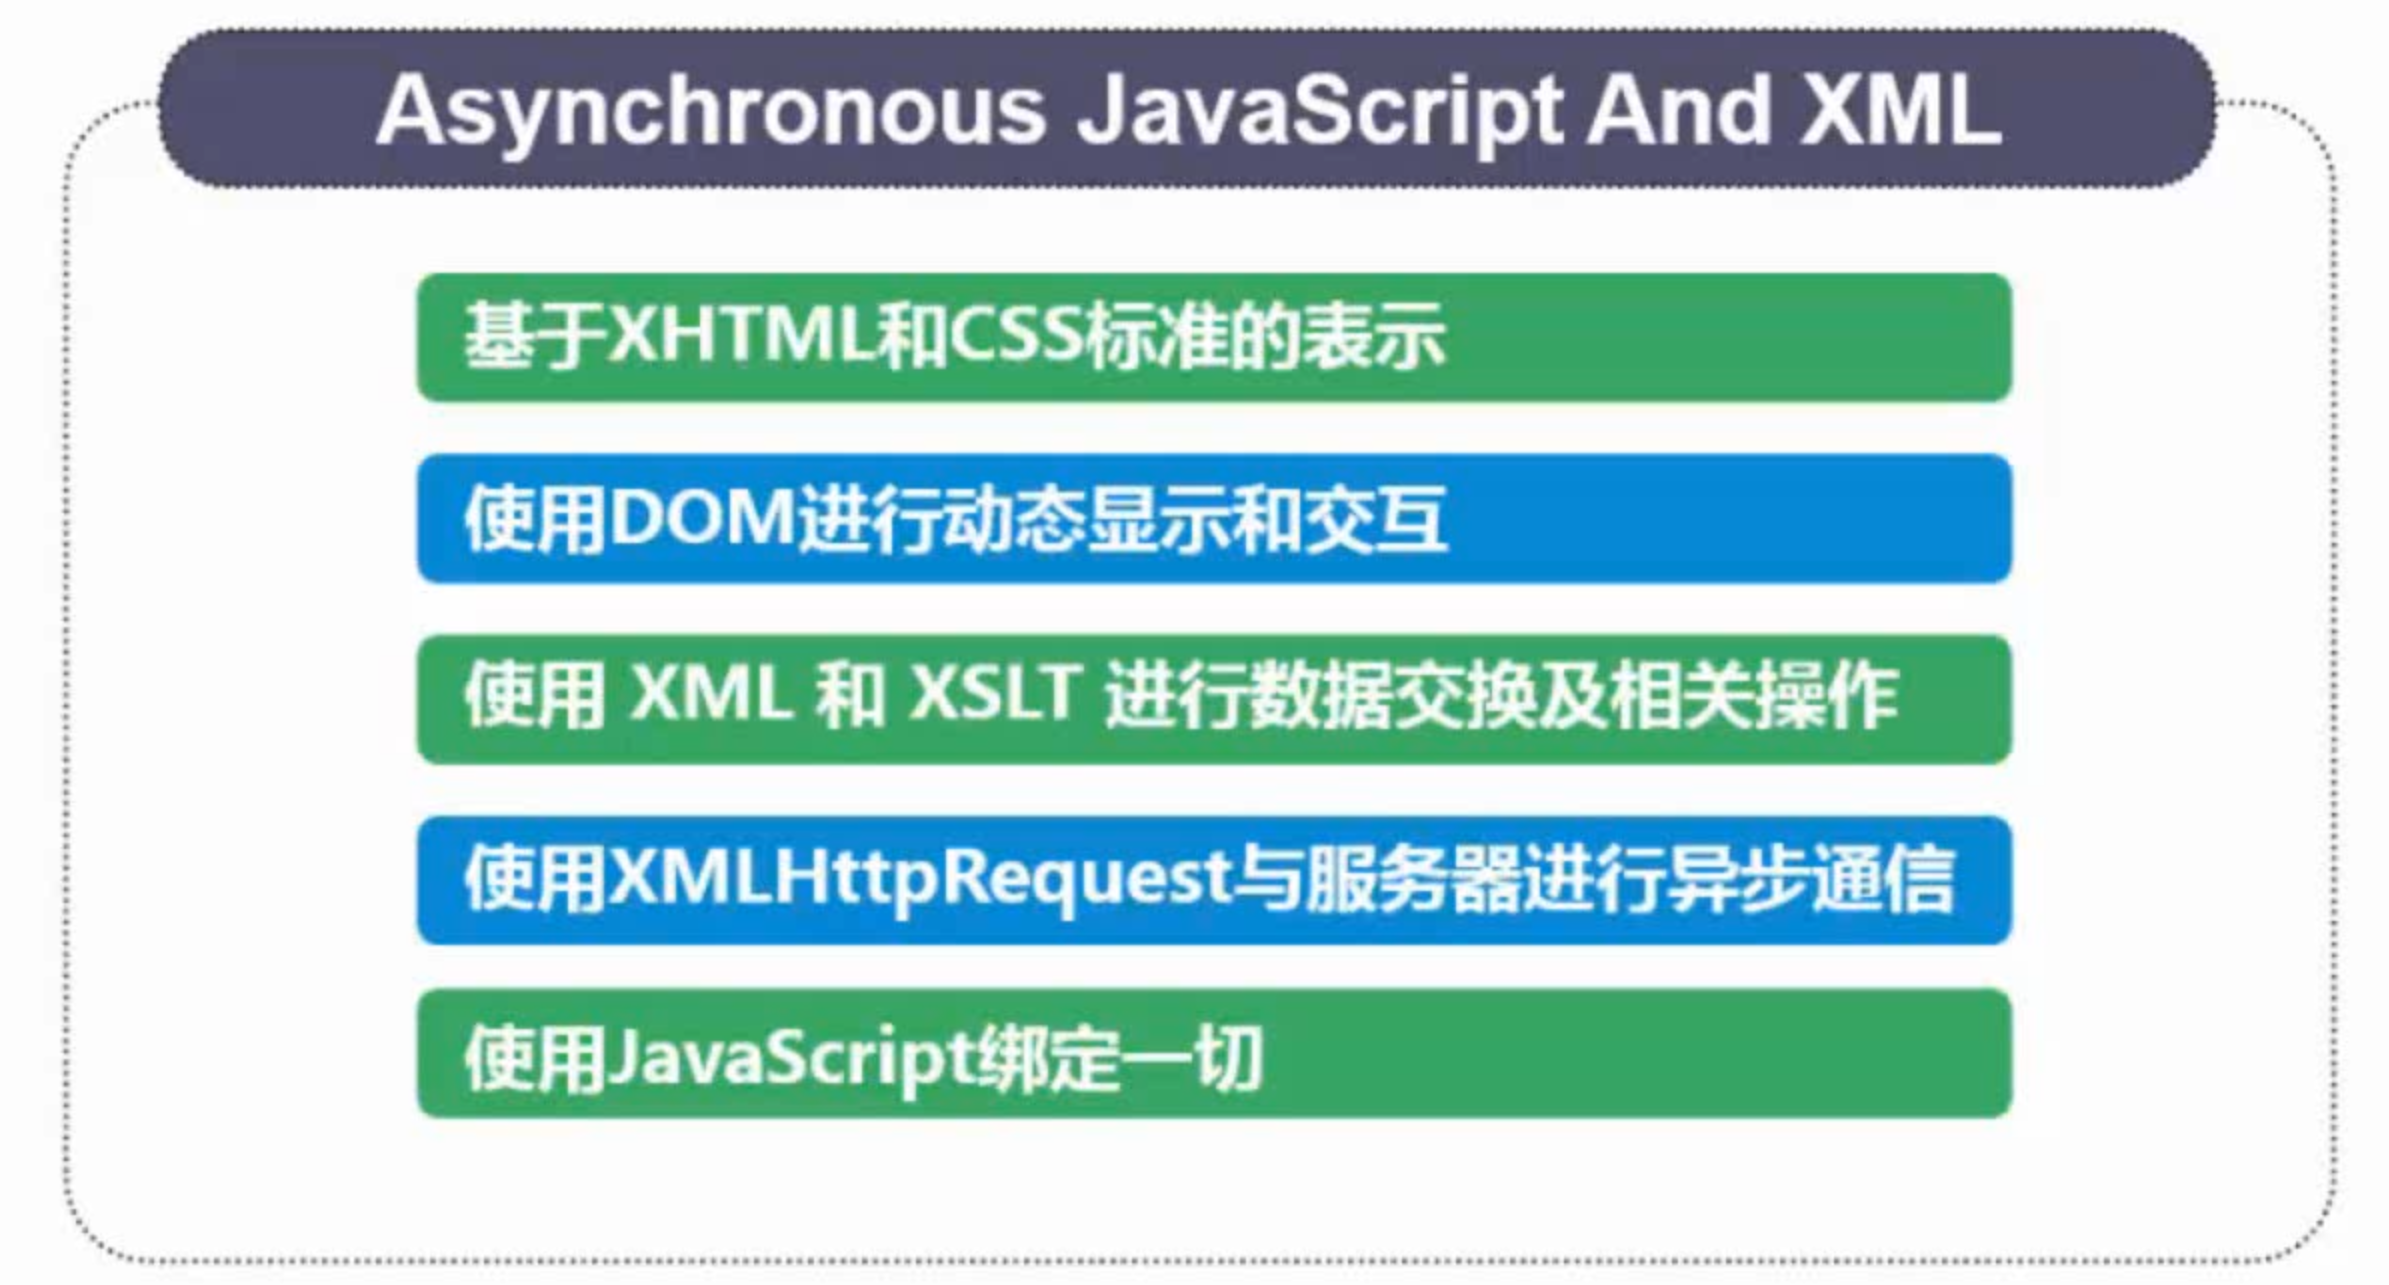 Asynchronous JavaScript And XML
基于XHTML和CSS标准的表示
使用DOM进行动态显示和交互
使用 XML 和 XSLT 进行数据交换及相关操作
使用XMLHttpRequest与服务器进行异步通信
使用JavaScript绑定一切